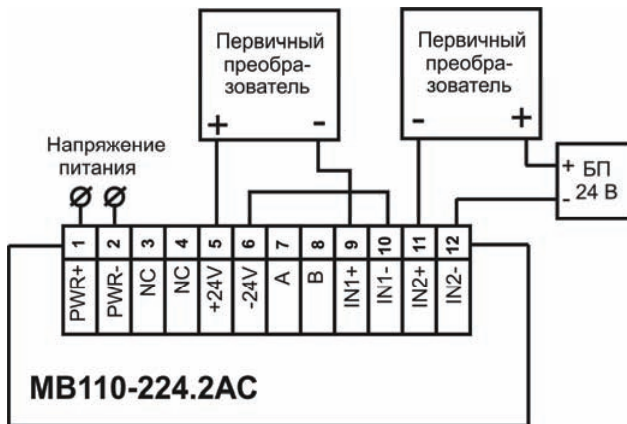 Первичный
преобра-
зователь
+ -
Первичный
преобра-
зователь
- +
Напряжение
питания
+ БП
- 24 В
1 2 3 4 5 6 7 8 9 10 11 12
PWR+ PWR- NC NC +24V -24V A B IN1+ IN1- IN2+ IN2-
МВ110-224.2АС